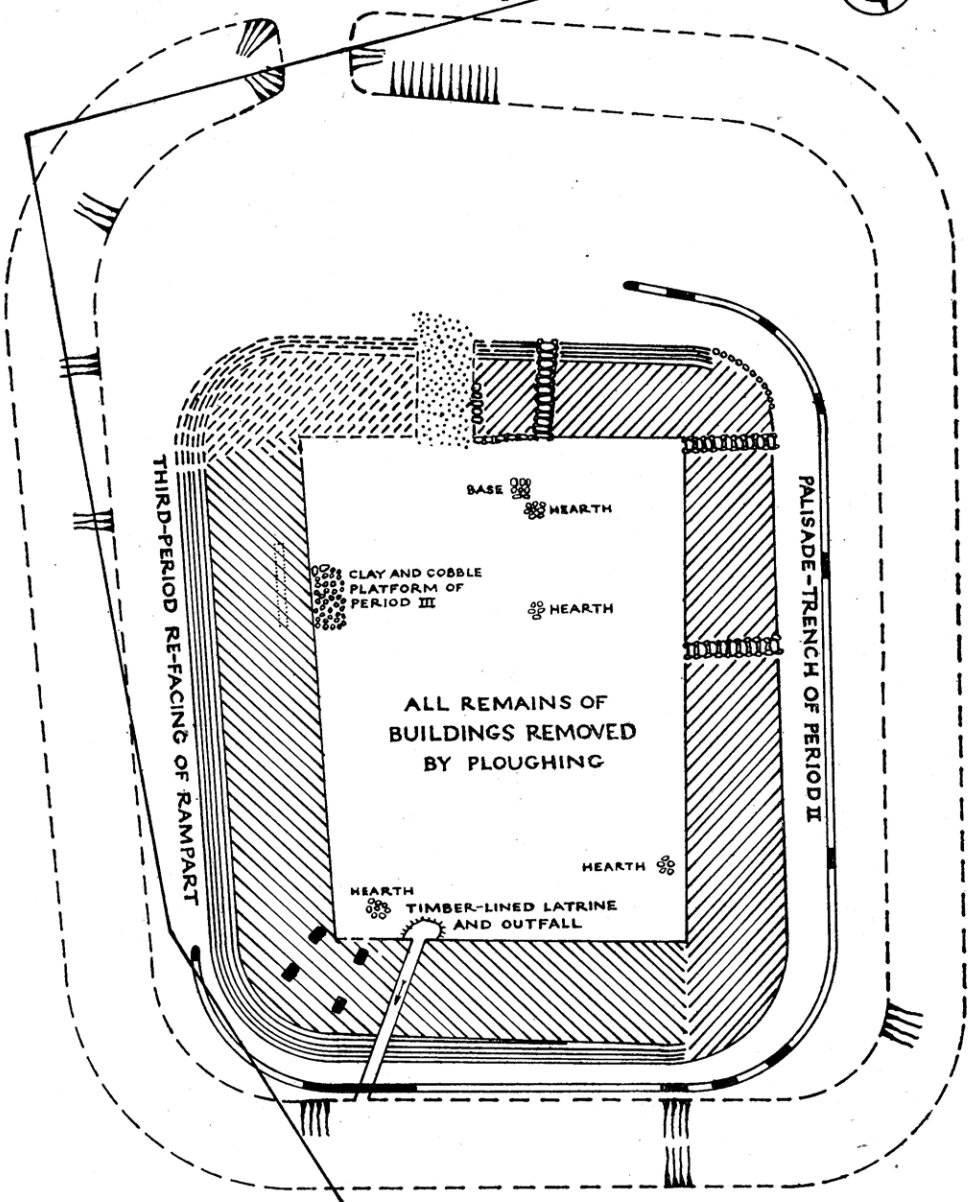 BASE
HEARTH
CLAY AND COBBLE
PLATFORM OF
PERIOD III
HEARTH
THIRD-PERIOD RE-FACING OF RAMPART
PALISADE-TRENCH OF PERIOD II
ALL REMAINS OF
BUILDINGS REMOVED
BY PLOUGHING
HEARTH
HEARTH
TIMBER-LINED LATRINE
AND OUTFALL